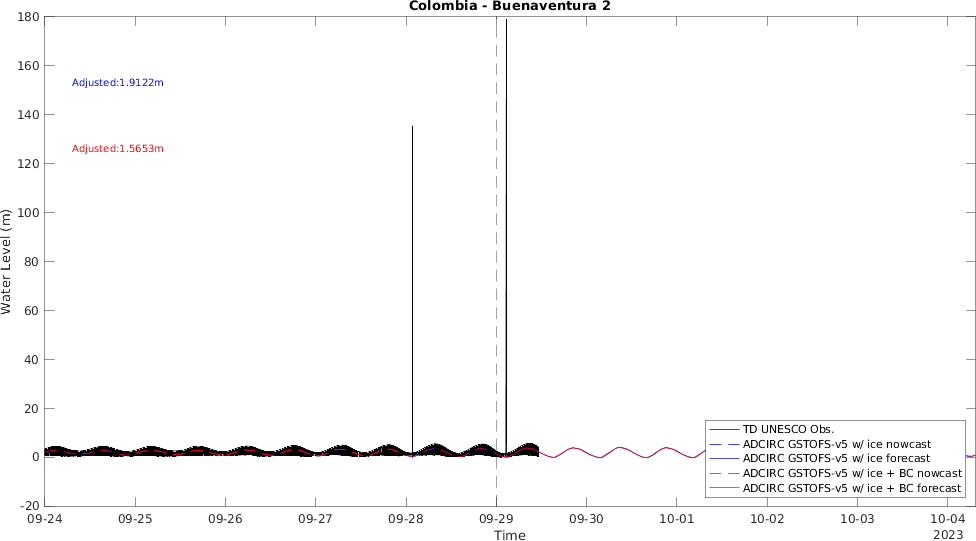 Colombia - Buenaventura 2
180
160
140
120
100
80
60
40
20
0
-20
Water Level (m)
Adjusted:1.9122m
Adjusted:1.5653m
TD UNESCO Obs.
ADCIRC GSTOFS-v5 w/ ice nowcast
ADCIRC GSTOFS-v5 w/ ice forecast
ADCIRC GSTOFS-v5 w/ ice + BC nowcast
ADCIRC GSTOFS-v5 w/ ice + BC forecast
09-24 09-25 09-26 09-27 09-28 09-29 09-30 10-01 10-02 10-03 10-04
2023
Time